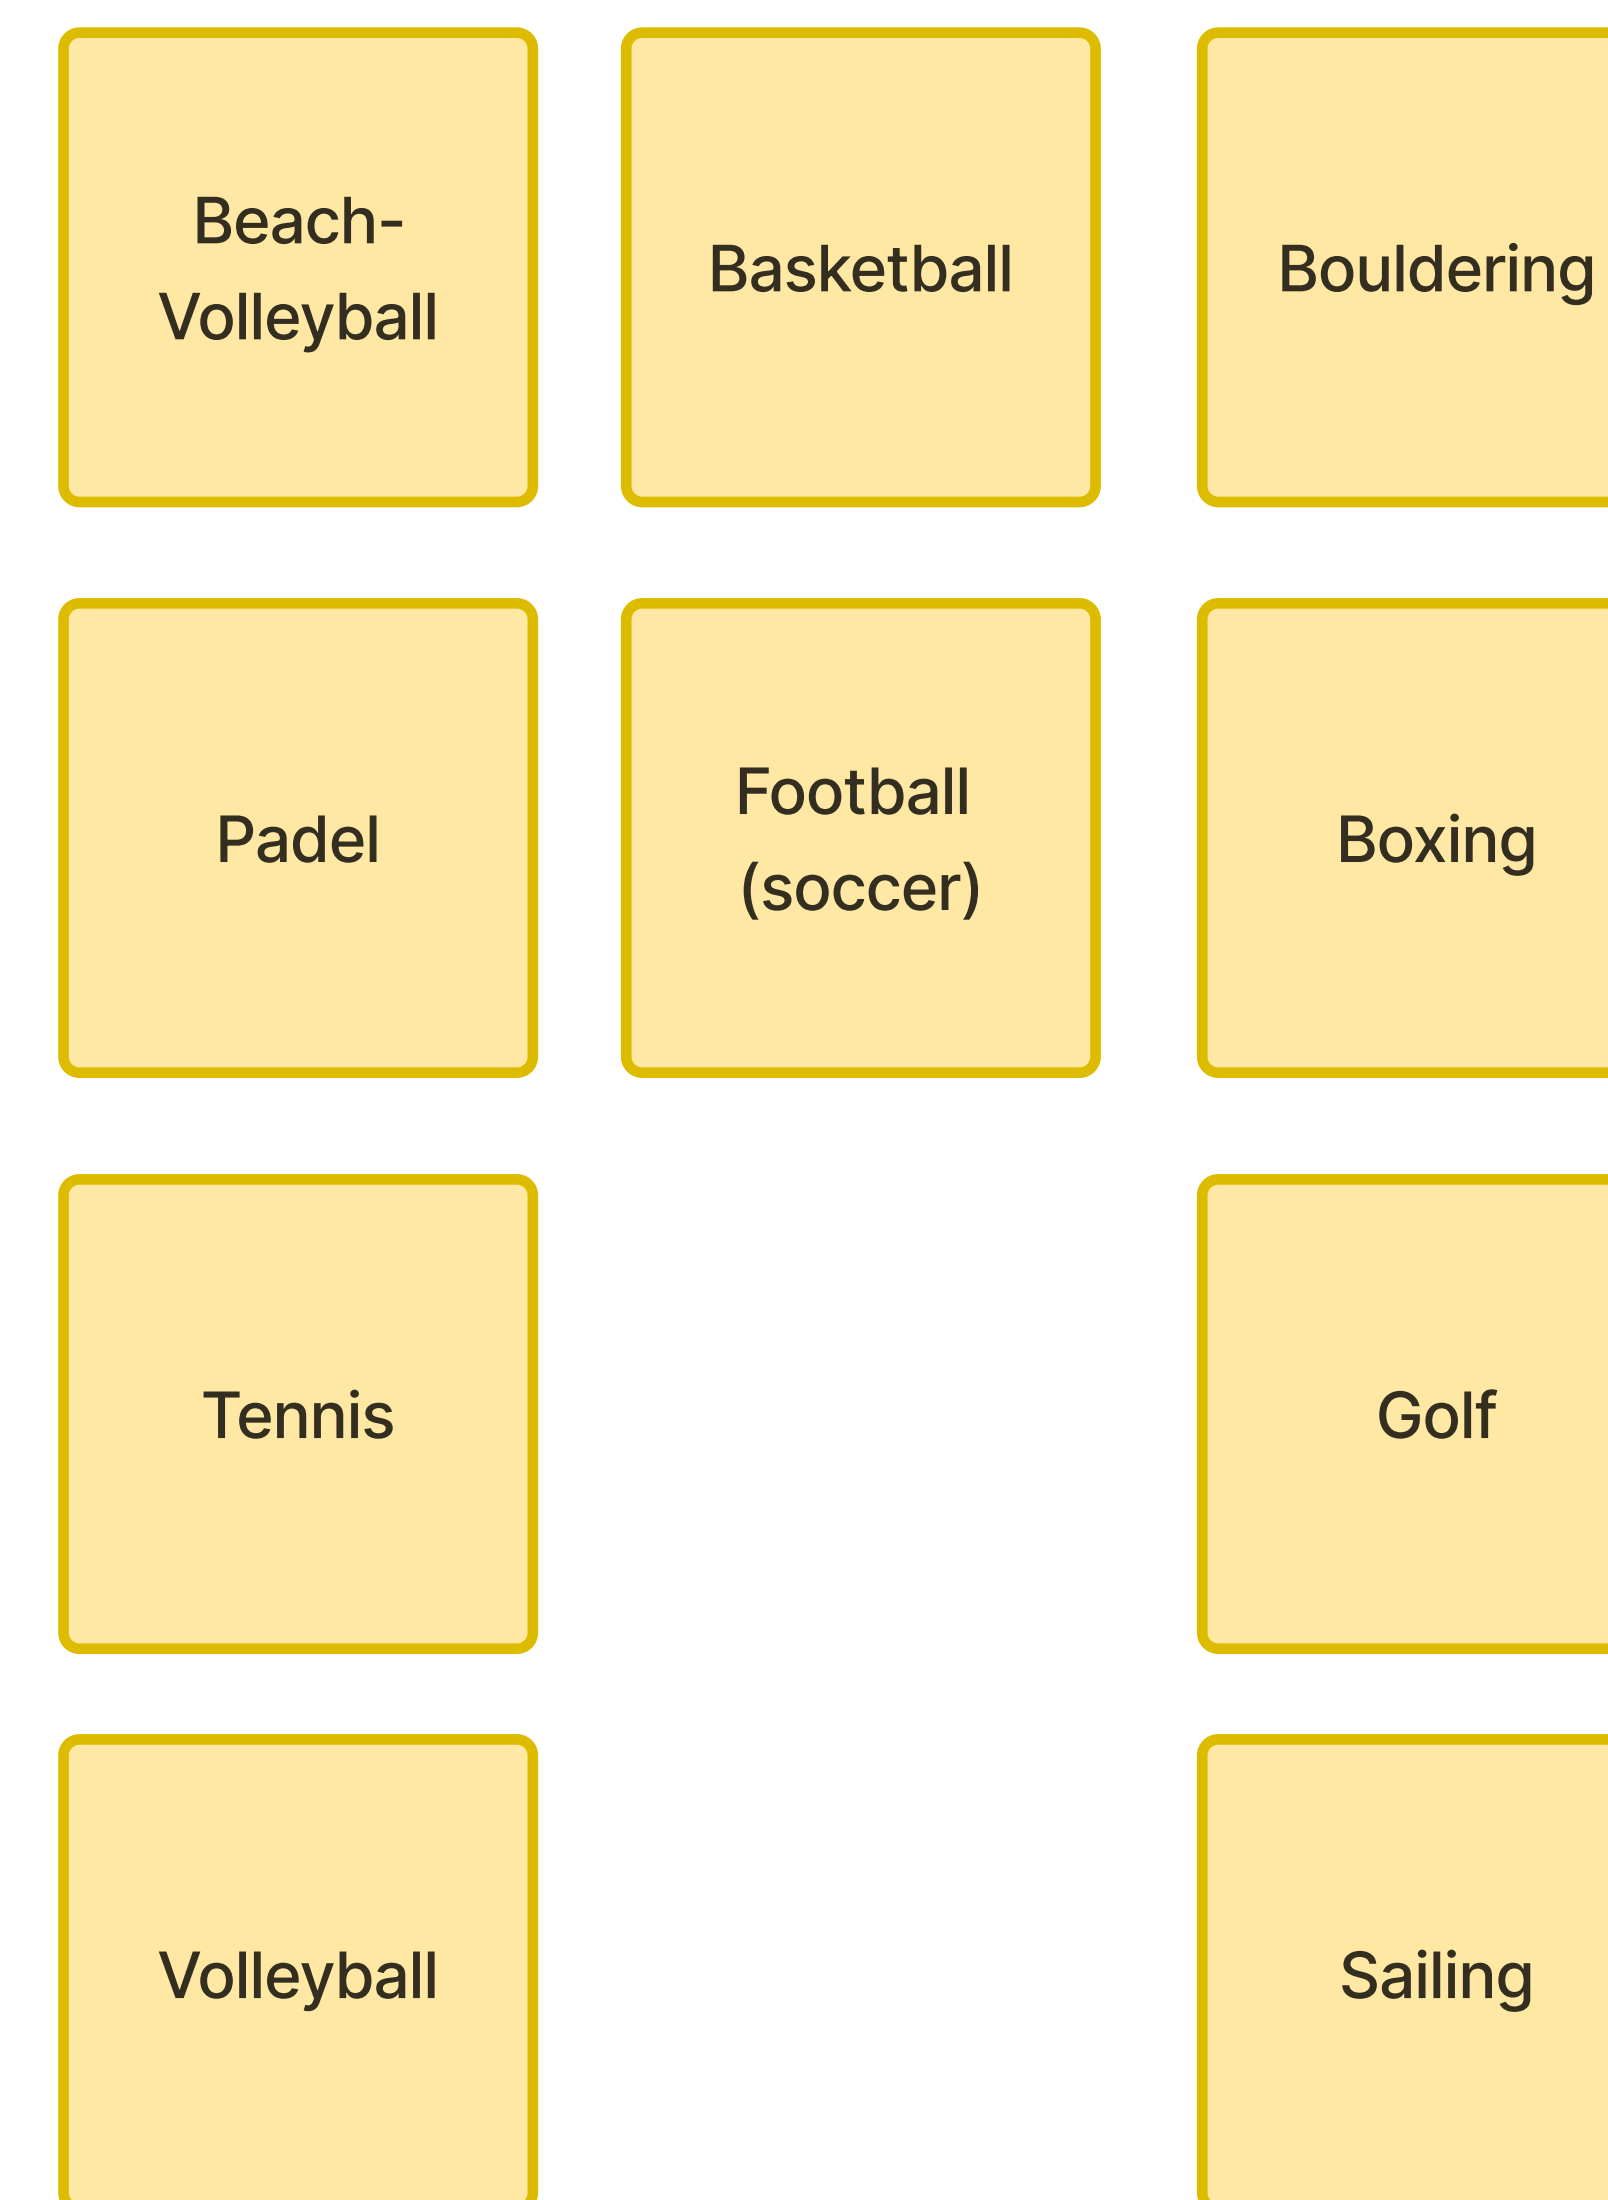 Beach-
Volleyball
Basketball
Bouldering
Padel
Football
(soccer)
Boxing
Tennis
Golf
Volleyball
Sailing